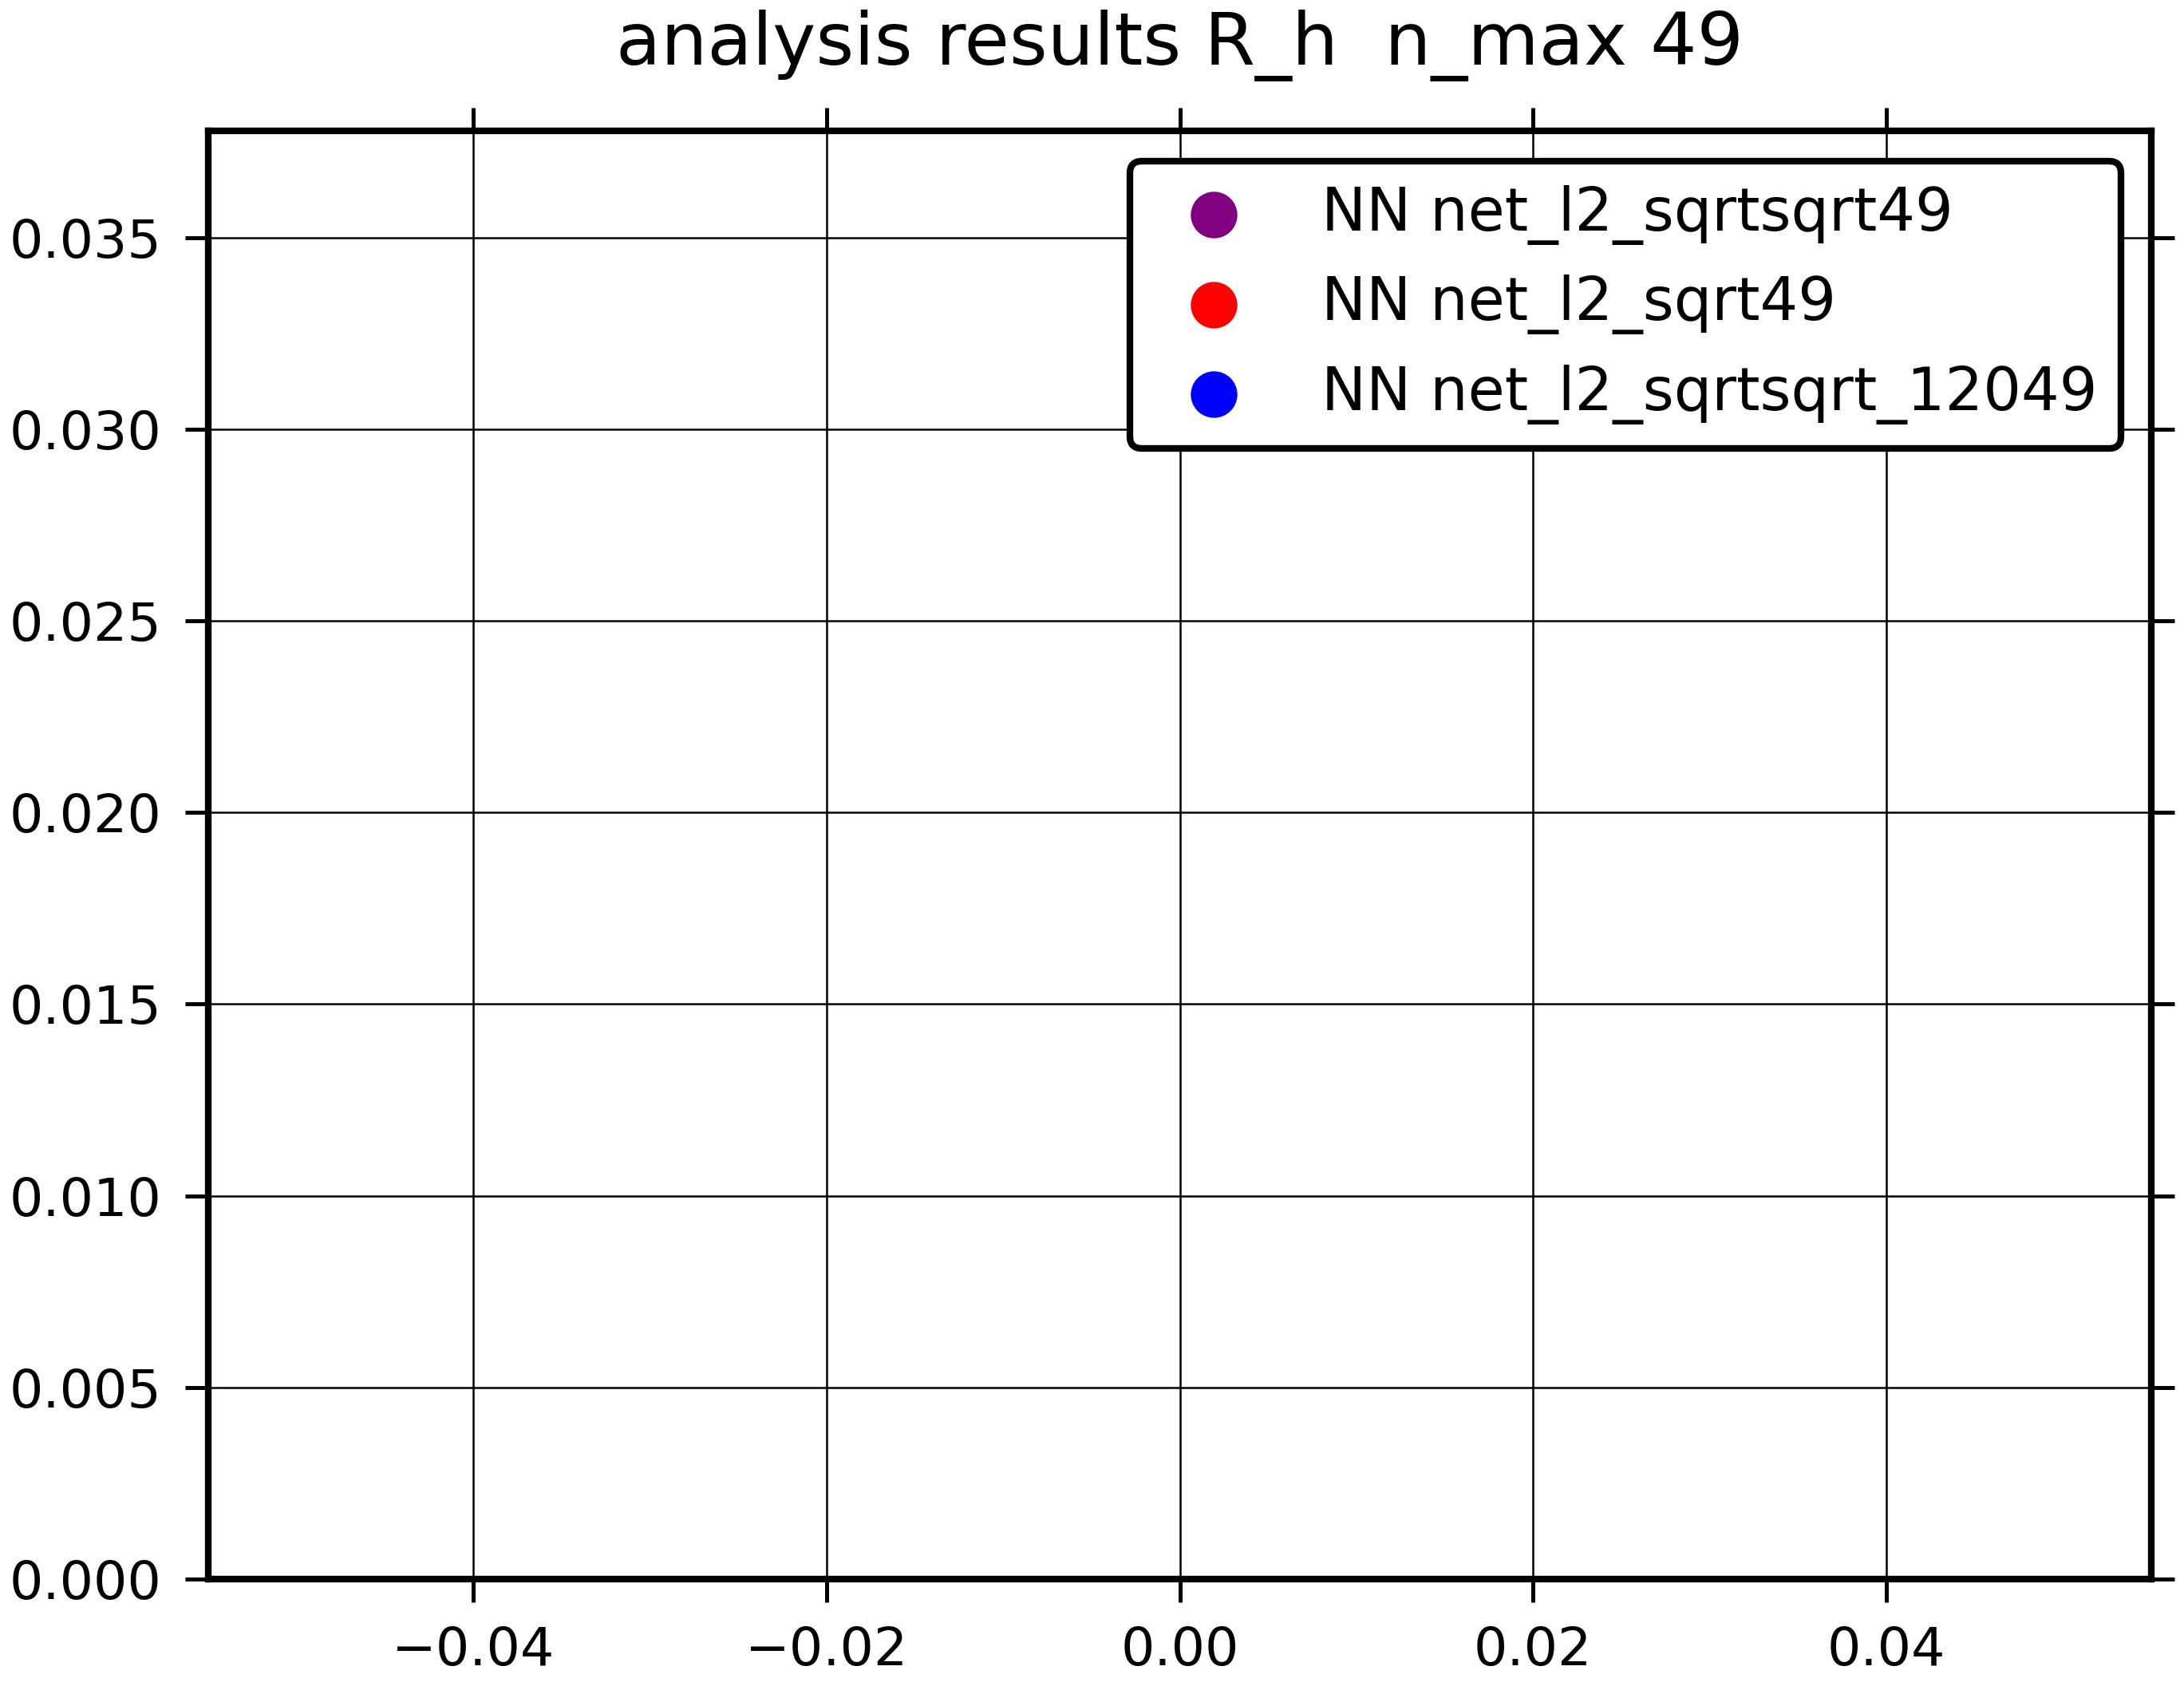 analysis results R_h  n_max 49
NN net_l2_sqrtsqrt49
NN net_l2_sqrt49
NN net_l2_sqrtsqrt_12049
0.035
0.030
0.025
0.020
0.015
0.010
0.005
0.000
−0.04 −0.02 0.00 0.02 0.04